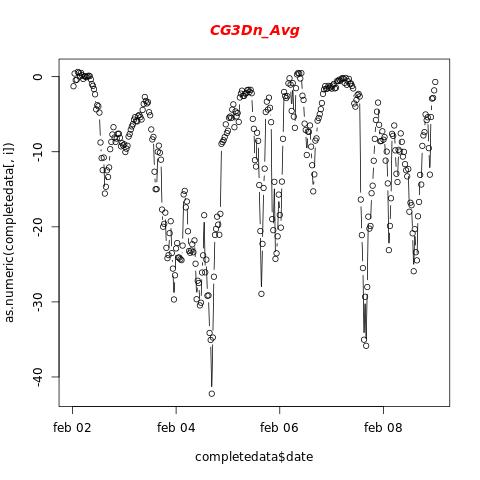 CG3Dn_Avg
as.numeric(completedata[, i])
0
-10
-20
-30
-40
feb 02
feb 04
feb 06
feb 08
completedata$date